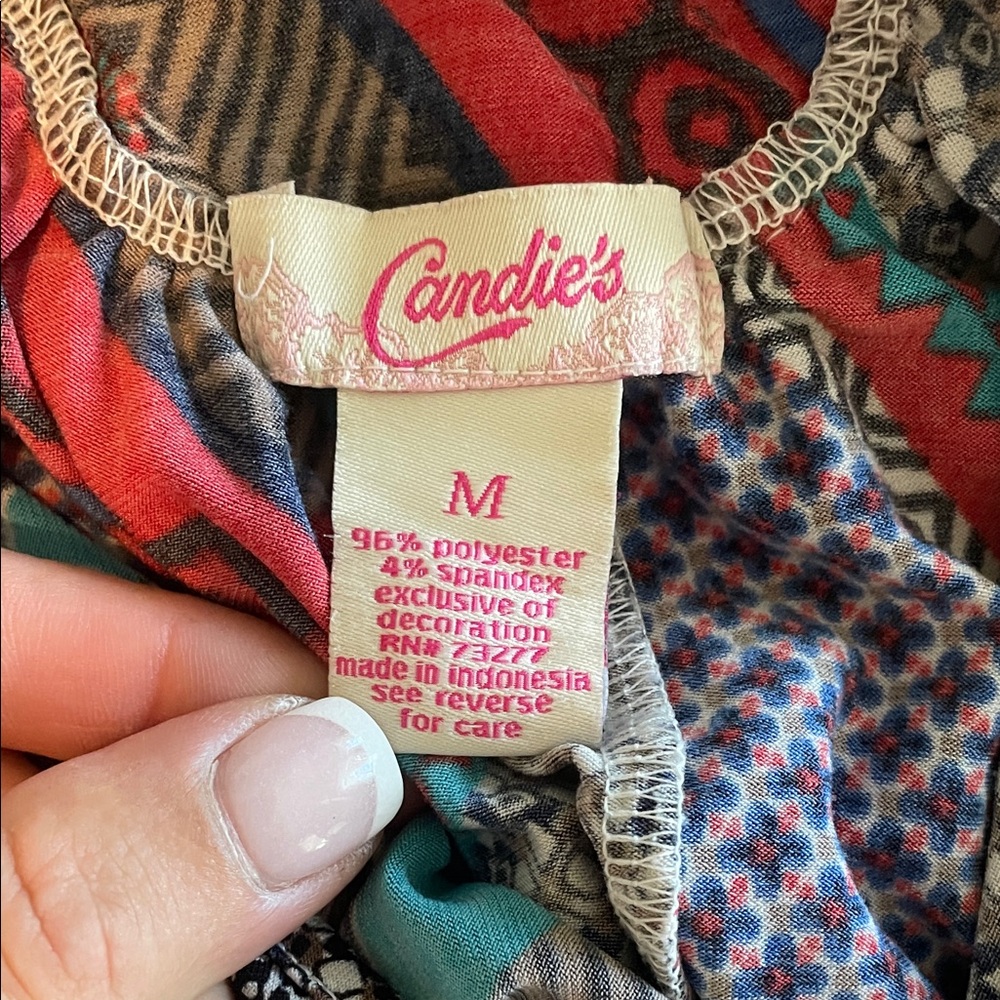 Candie's
M
96% polyester
4% spandex
exclusive of
decoration
RN# 73277
made in indonesia
see reverse
for care